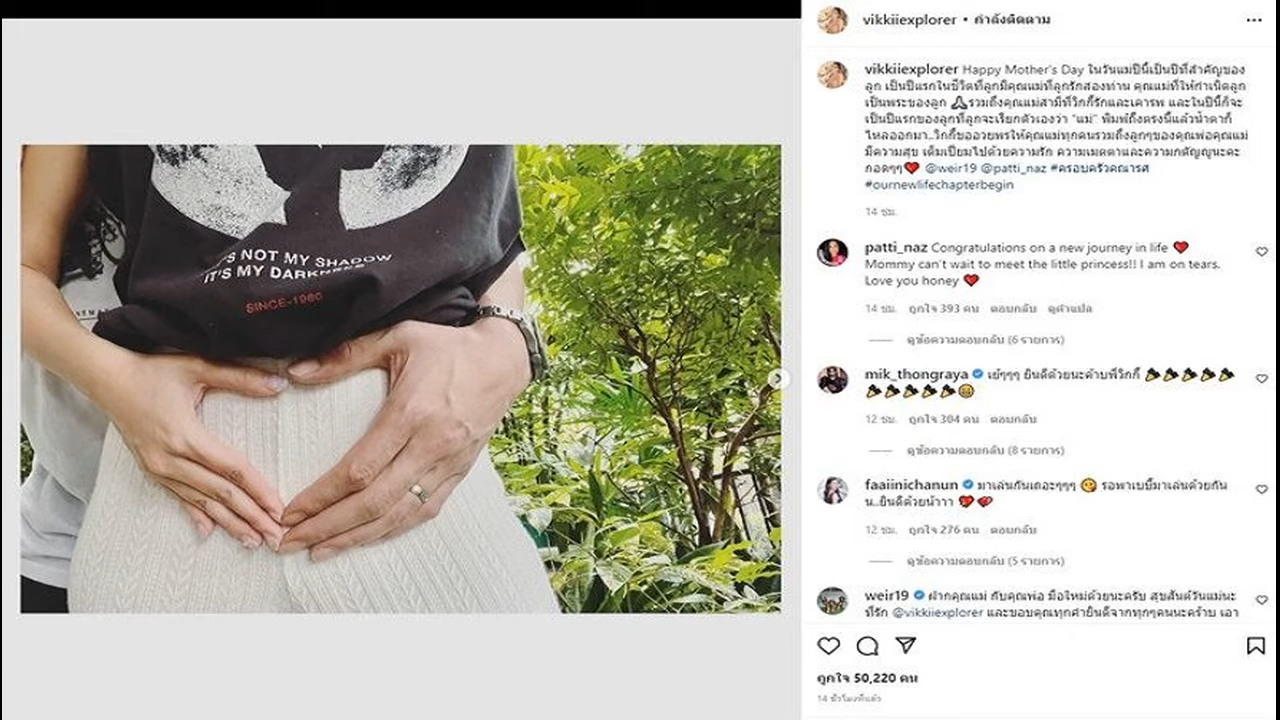 'S NOT MY SHADOW
IT'S MY DARKNESS
SINCE-1980
vikkiiexplorer • กำลังติดตาม
vikkiiexplorer Happy Mother's Day ในวันแม่ปีนี้เป็นปีที่สำคัญของ
ลูก เป็นปีแรกในชีวิตที่ลูกมีคุณแม่ที่ลูกรักสองท่าน คุณแม่ที่ให้กำเนิดลูก
เป็นพระของลูก 🙏รวมถึงคุณแม่สามีที่วิกกี้รักและเคารพ และในปีนี้ก็จะ
เป็นปีแรกของลูกที่ลูกจะเรียกตัวเองว่า "แม่" พิมพ์ถึงตรงนี้แล้วน้ำตาก็
ไหลออกมา..วิกกี้ขออวยพรให้คุณแม่ทุกคนรวมถึงลูกๆของคุณพ่อคุณแม่
มีความสุข เต็มเปี่ยมไปด้วยความรัก ความเมตตาและความกตัญญูนะคะ
กอดๆๆ❤️ @weir19 @patti_naz #ครอบครัวคณารศ
#ournewlifechapterbegin
14 ชม.
patti_naz Congratulations on a new journey in life ❤️
Mommy can't wait to meet the little princess!! I am on tears.
Love you honey ❤️
14 ชม. ถูกใจ 393 คน ตอบกลับ ดูคำแปล
ดูข้อความตอบกลับ (6 รายการ)
mik_thongraya เย้ๆๆๆ ยินดีด้วยนะค้าบพี่วิกกี้ 🎉🎉🎉🎉🎉
🎉🎉🎉🎉🎉😆
12 ชม. ถูกใจ 304 คน ตอบกลับ
ดูข้อความตอบกลับ (8 รายการ)
faaiinichanun มาเล่นกันเถอะๆๆๆ 😋 รอพาเบบี๋มาเล่นด้วยกัน
น..ยินดีด้วยน้าาา 💖💕
12 ชม. ถูกใจ 276 คน ตอบกลับ
ดูข้อความตอบกลับ (5 รายการ)
weir19 ฝากคุณแม่ กับคุณพ่อ มือใหม่ด้วยนะครับ สุขสันต์วันแม่นะ
ที่รัก @vikkiiexplorer และขอบคุณทุกคำยินดีจากทุกๆคนนะคร้าบ เอา
ถูกใจ 50,220 คน
14 ชั่วโมงที่แล้ว